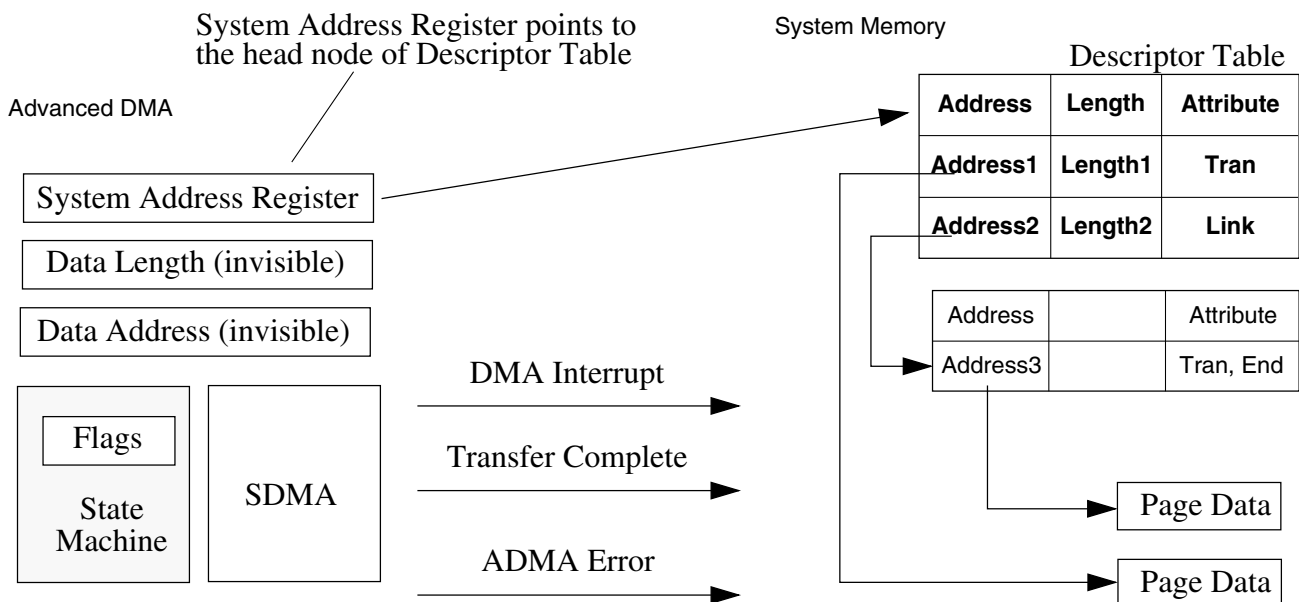 System Address Register points to
the head node of Descriptor Table
System Memory
Descriptor Table
Advanced DMA
Address Length Attribute
Address1 Length1 Tran
Address2 Length2 Link
System Address Register
Data Length (invisible)
Data Address (invisible)
Address Attribute
Address3 Tran, End
DMA Interrupt
Flags
Transfer Complete
SDMA
State
Machine
Page Data
ADMA Error
Page Data